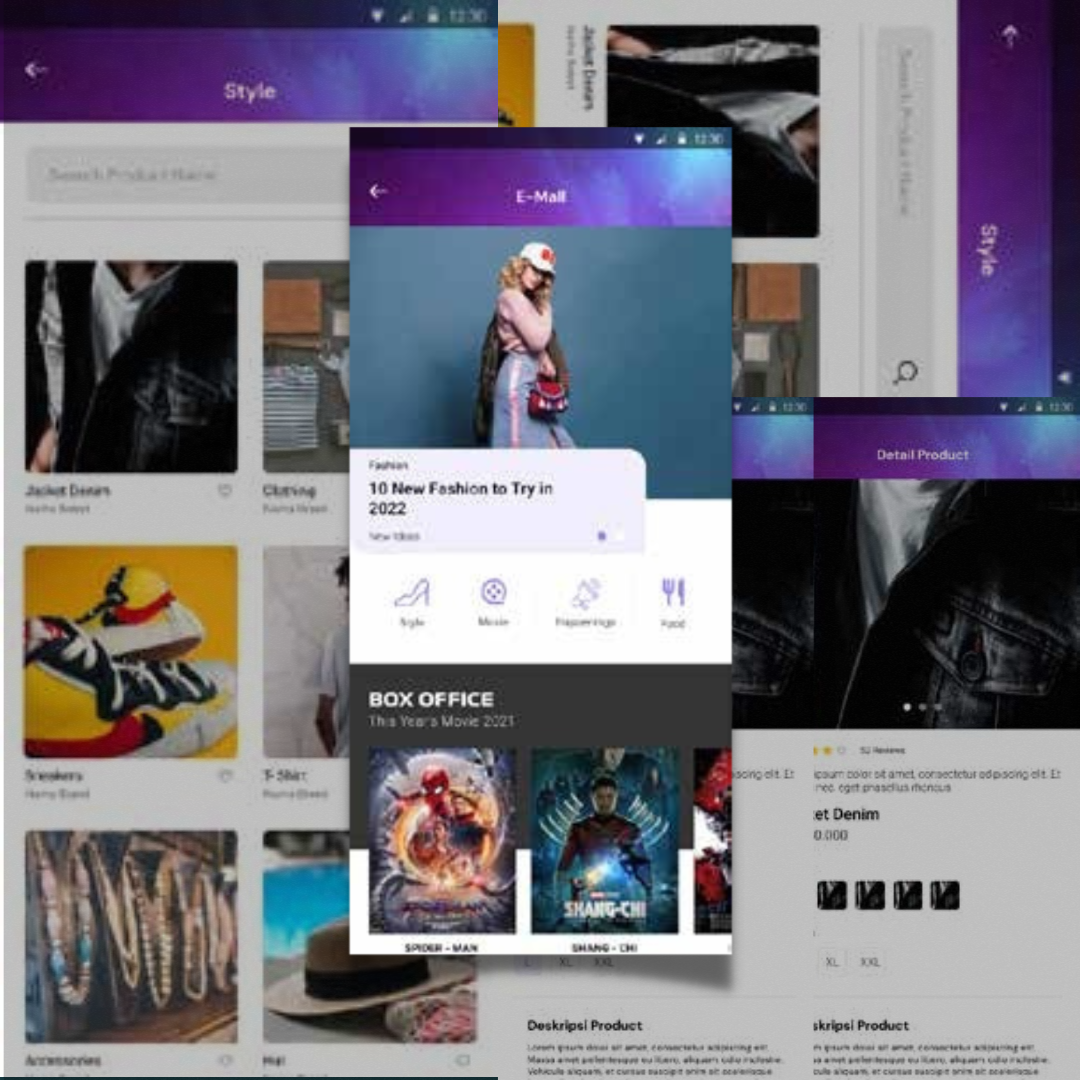 12:30
Style
Search Product Name
Jacket Denim
Name Brand
Clothing
Name Brand
Sneakers
Name Brand
T-Shirt
Name Brand
Accessories
Hat
12:30
E-Mall
Fashion
10 New Fashion to Try in
2022
New Ideas
Style
Movie
Happenings
Food
BOX OFFICE
This Year's Movie 2021
SHANG-CHI
SPIDER - MAN
SHANG - CHI
Jacket Denim
Name Brand
Search Product Name
Style
12:30
12:30
Detail Product
52 Reviews
ipsum color sit amet, consectetur adipiscing elit. Et
nec, eget phasellus rhoncus
et Denim
0.000
L XL XXL
XL XXL
Deskripsi Product
Lorem ipsum dolor sit amet, consectetur adipiscing elit.
Massa amet pellentesque eu libero, aliquam odio molestie.
Vehicula aliquam, et cursus suscipit enim sit scelerisque
skripsi Product